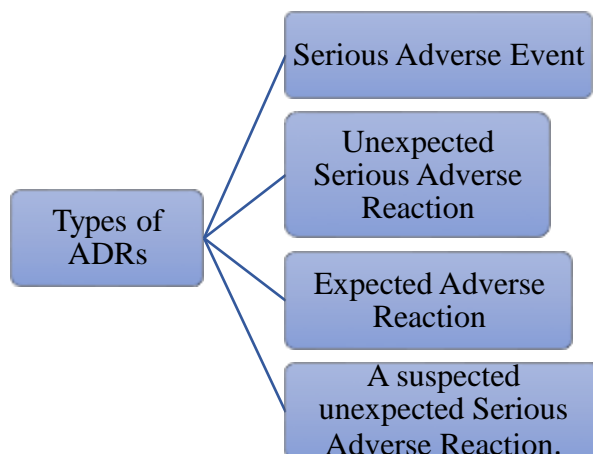 Serious Adverse Event
Unexpected
Serious Adverse
Reaction
Types of
ADRs
Expected Adverse
Reaction
A suspected
unexpected Serious
Adverse Reaction.